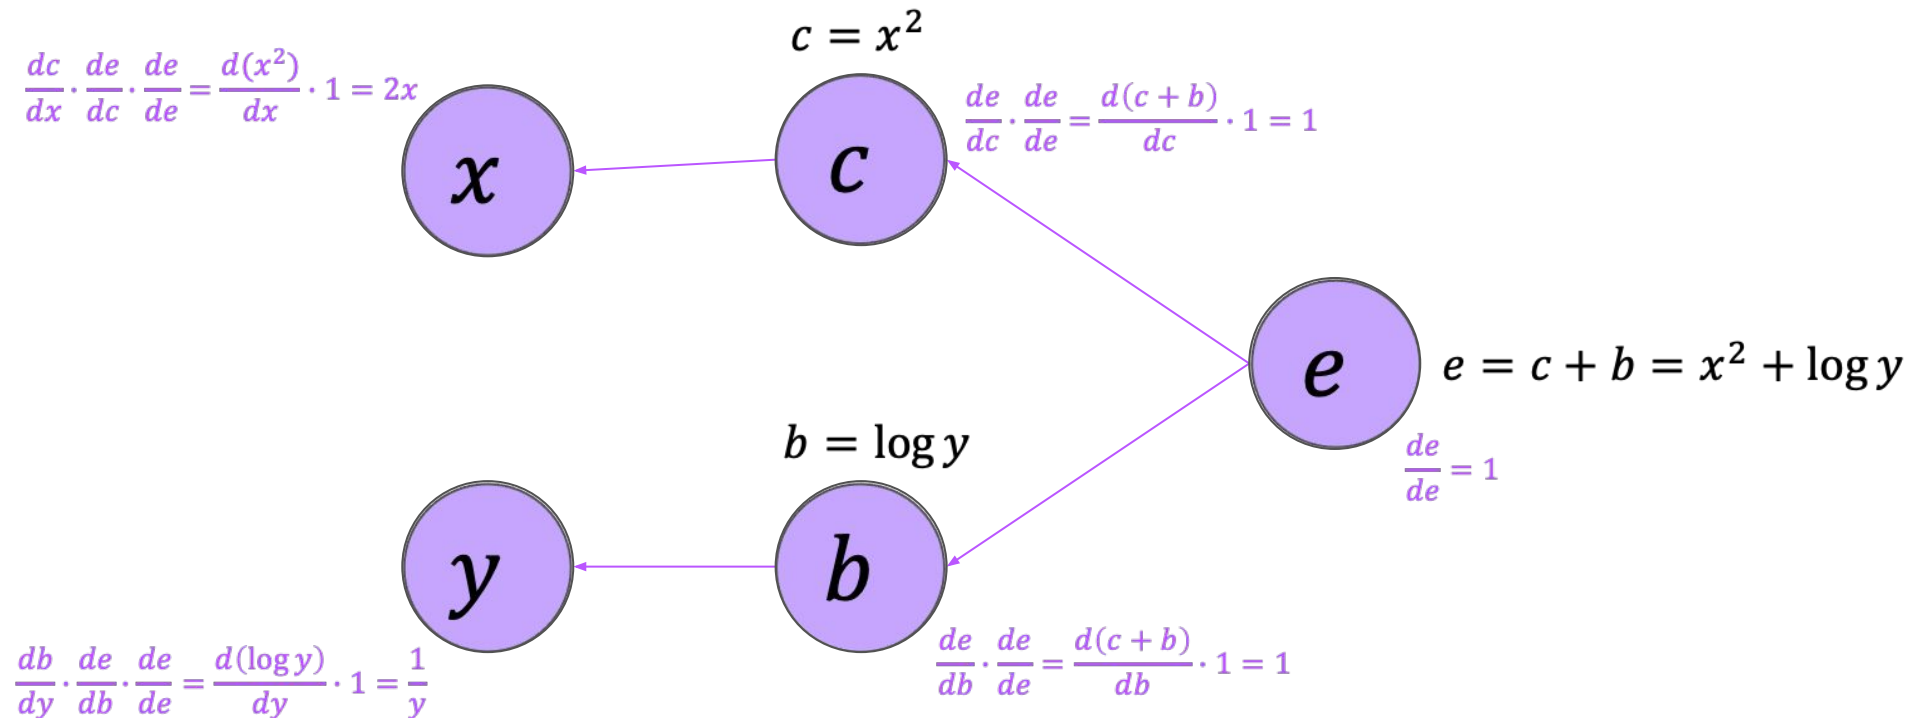 c = x²
dc/dx · de/dc · de/de = d(x²)/dx · 1 = 2x
x
c
de/dc · de/de = d(c + b)/dc · 1 = 1
e
e = c + b = x² + log y
de/de = 1
b = log y
y
b
db/dy · de/db · de/de = d(log y)/dy · 1 = 1/y
de/db · de/de = d(c + b)/db · 1 = 1